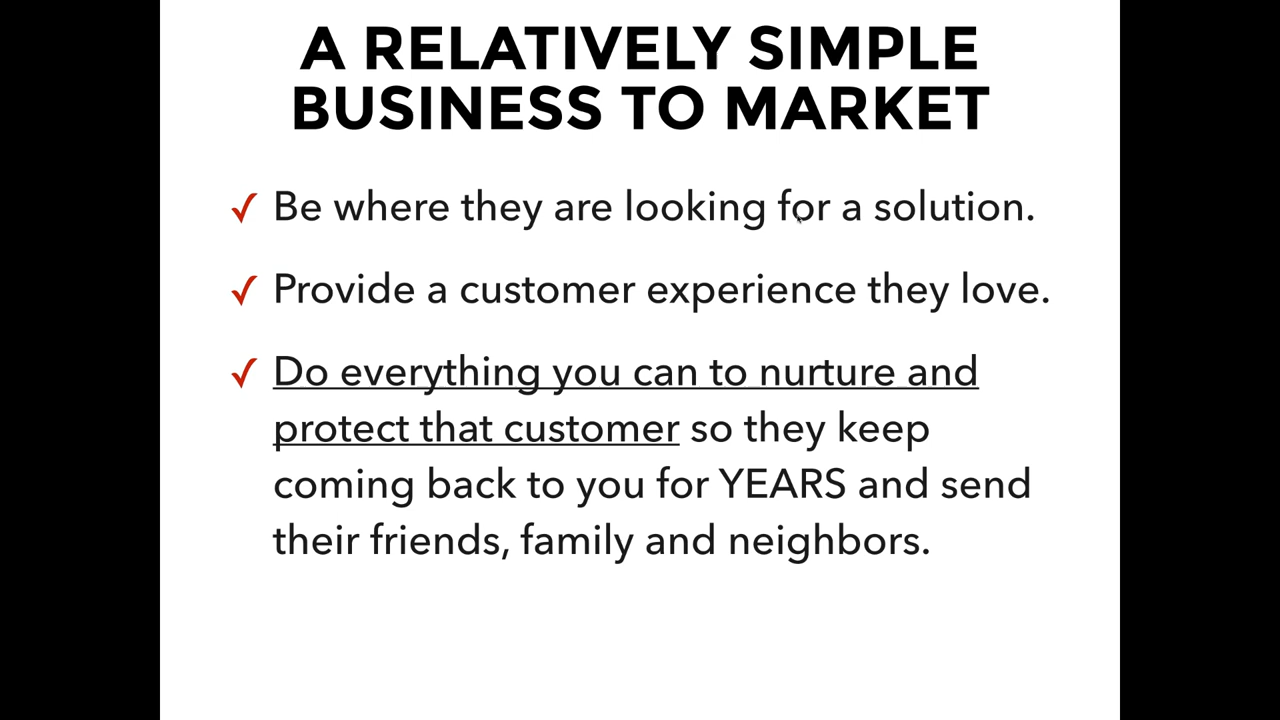 A RELATIVELY SIMPLE
BUSINESS TO MARKET
✓ Be where they are looking for a solution.
✓ Provide a customer experience they love.
✓ Do everything you can to nurture and
protect that customer so they keep
coming back to you for YEARS and send
their friends, family and neighbors.